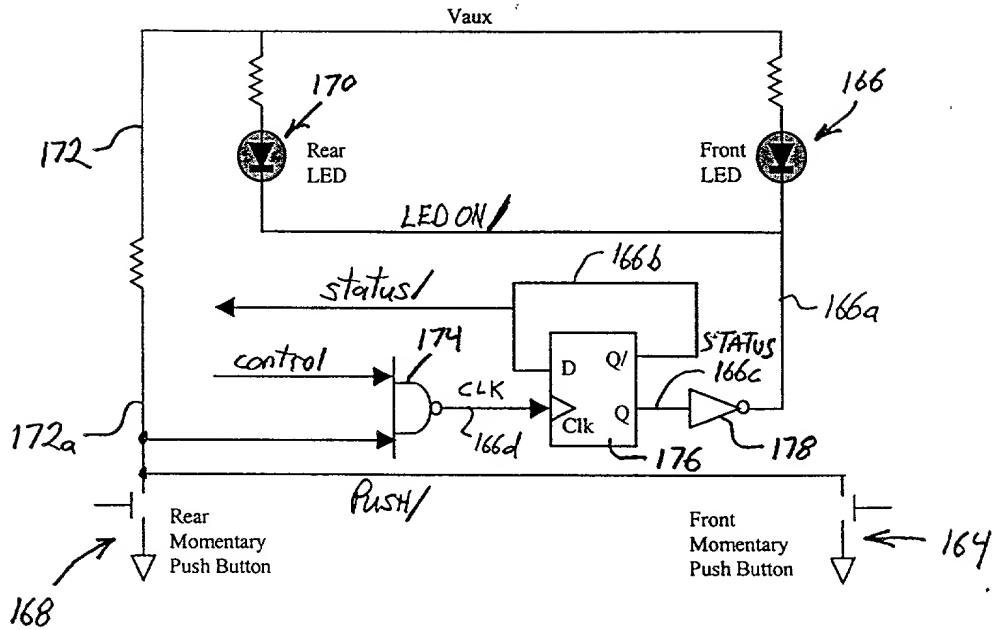 Vaux
170
166
172
Rear
LED
Front
LED
LED ON/
166b
status/
166a
174
STATUS
control
D
Q/
166c
CLK
172a
Clk
Q
166d
176
178
PUSH/
Rear
Momentary
Push Button
Front
Momentary
Push Button
164
168